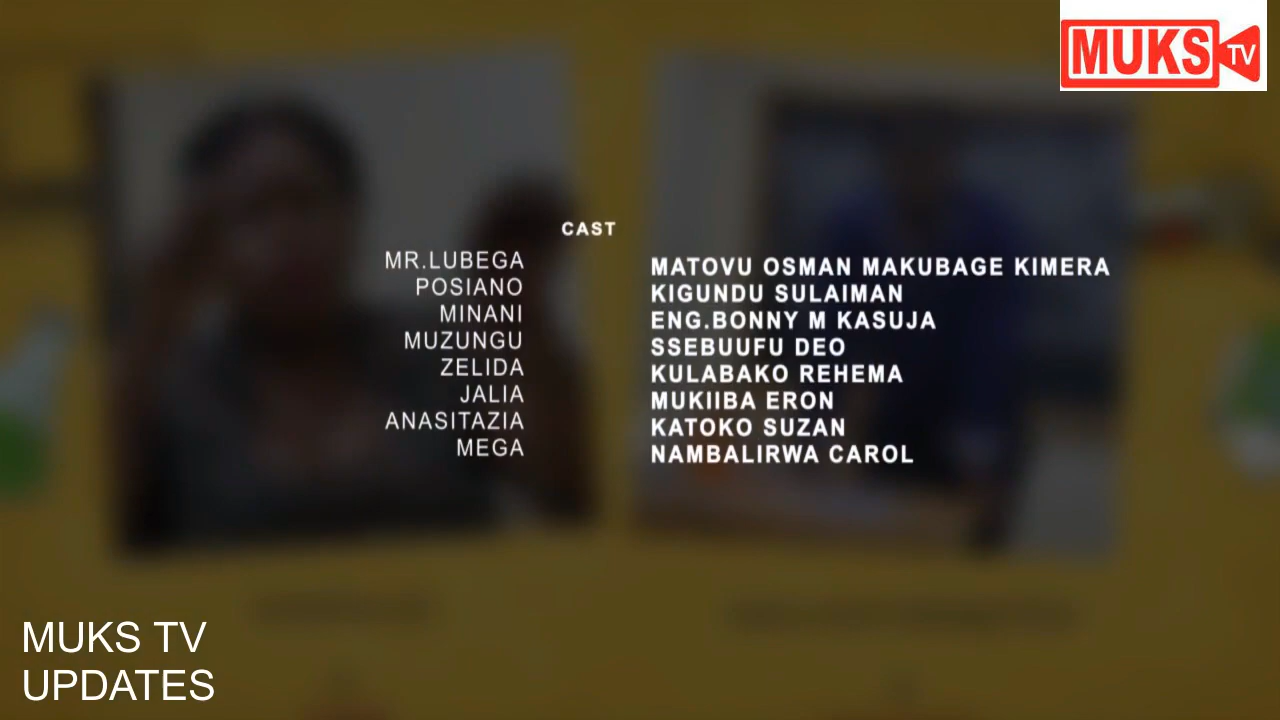 MUKS TV
CAST
MR.LUBEGA MATOVU OSMAN MAKUBAGE KIMERA
POSIANO KIGUNDU SULAIMAN
MINANI ENG.BONNY M KASUJA
MUZUNGU SSEBUUFU DEO
ZELIDA KULABAKO REHEMA
JALIA MUKIIBA ERON
ANASITAZIA KATOKO SUZAN
MEGA NAMBALIRWA CAROL
MUKS TV
UPDATES